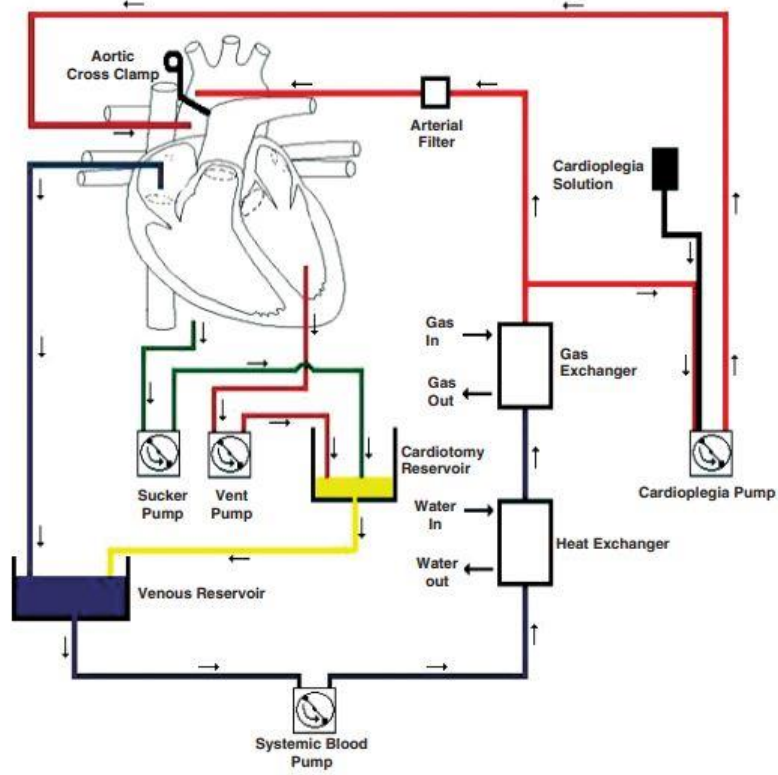 Aortic
Cross Clamp
Arterial
Filter
Cardioplegia
Solution
Gas
In
Gas
Exchanger
Gas
Out
Cardiotomy
Reservoir
Sucker
Pump
Vent
Pump
Cardioplegia Pump
Water
In
Heat Exchanger
Water
out
Venous Reservoir
Systemic Blood
Pump